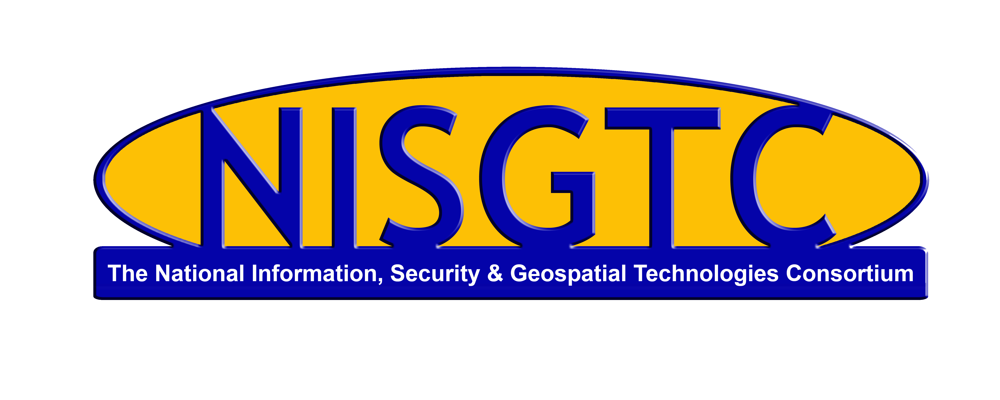 NISGTC
The National Information, Security & Geospatial Technologies Consortium